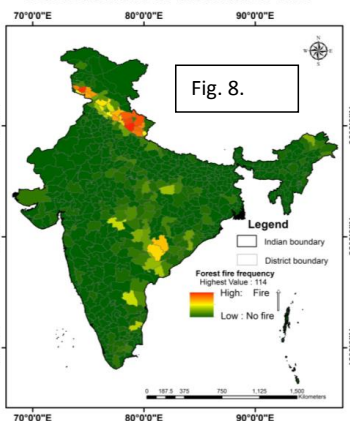 70°0'0"E 80°0'0"E 90°0'0"E
N
Fig. 8.
Legend
Indian boundary
District boundary
Forest fire frequency
Highest Value : 114
High: Fire
Low : No fire
0 187.5 375 750 1,125 1,500
Kilometers
70°0'0"E 80°0'0"E 90°0'0"E